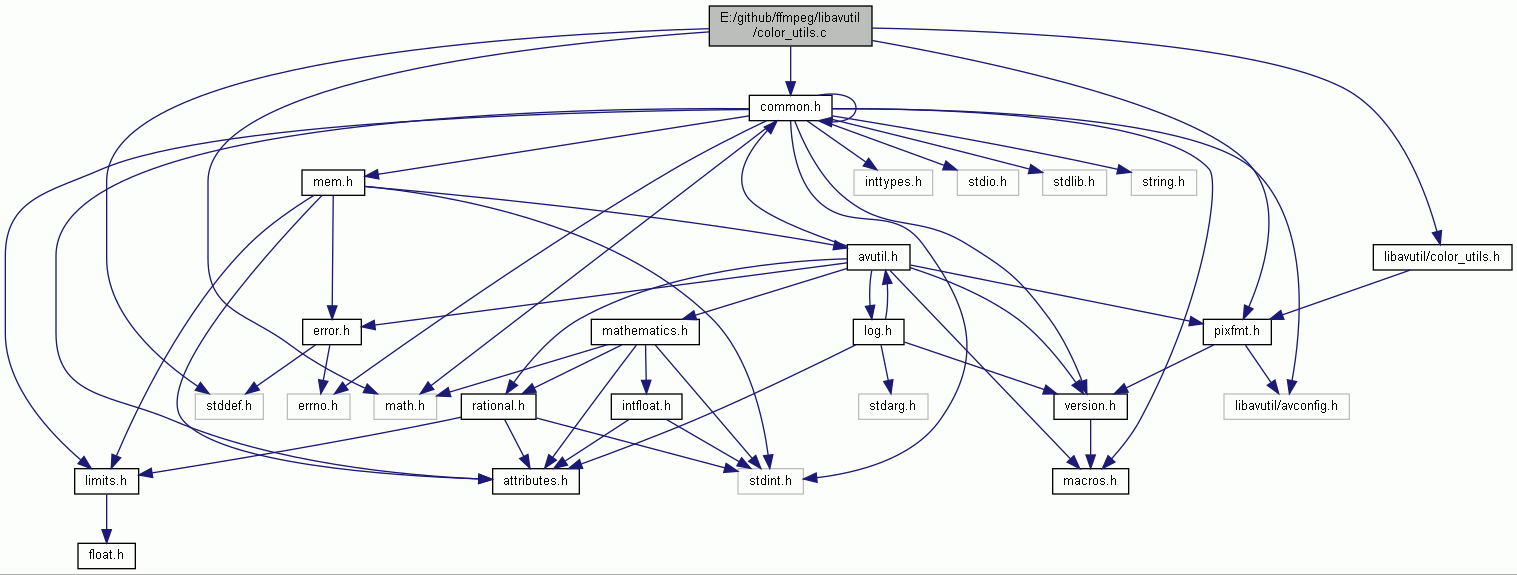 E:/github/ffmpeg/libavutil
/color_utils.c
common.h
mem.h
inttypes.h
stdio.h
stdlib.h
string.h
avutil.h
libavutil/color_utils.h
error.h
mathematics.h
log.h
pixfmt.h
stddef.h
errno.h
math.h
rational.h
intfloat.h
stdarg.h
version.h
libavutil/avconfig.h
limits.h
attributes.h
stdint.h
macros.h
float.h